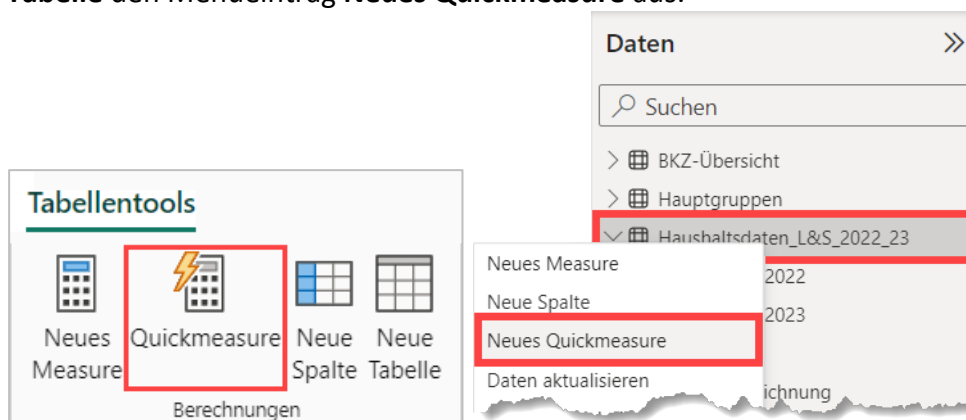 Tabelle den Menüeintrag Neues Quickmeasure aus.
Daten
Suchen
BKZ-Übersicht
Hauptgruppen
Haushaltsdaten_L&S_2022_23
2022
2023
ichnung
Tabellentools
Neues Measure
Quickmeasure
Neue Spalte
Neue Tabelle
Berechnungen
Neues Measure
Neue Spalte
Neues Quickmeasure
Daten aktualisieren